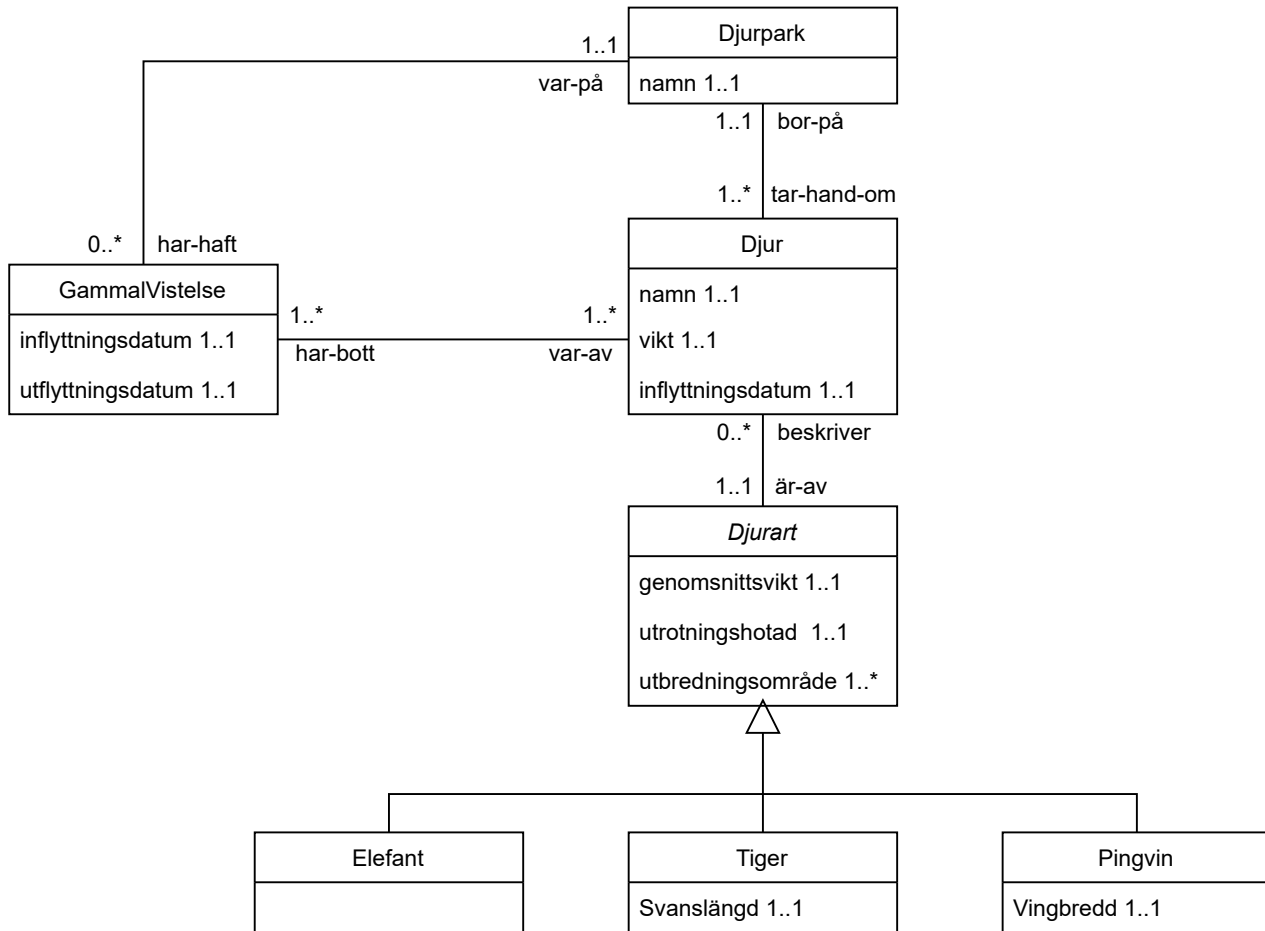 Djurpark
namn 1..1
1..1
var-på
1..1 bor-på
1..* tar-hand-om
0..* har-haft
GammalVistelse
inflyttningsdatum 1..1
utflyttningsdatum 1..1
1..*
har-bott
1..*
var-av
Djur
namn 1..1
vikt 1..1
inflyttningsdatum 1..1
0..* beskriver
1..1 är-av
Djurart
genomsnittsvikt 1..1
utrotningshotad 1..1
utbredningsområde 1..*
Elefant
Tiger
Svanslängd 1..1
Pingvin
Vingbredd 1..1